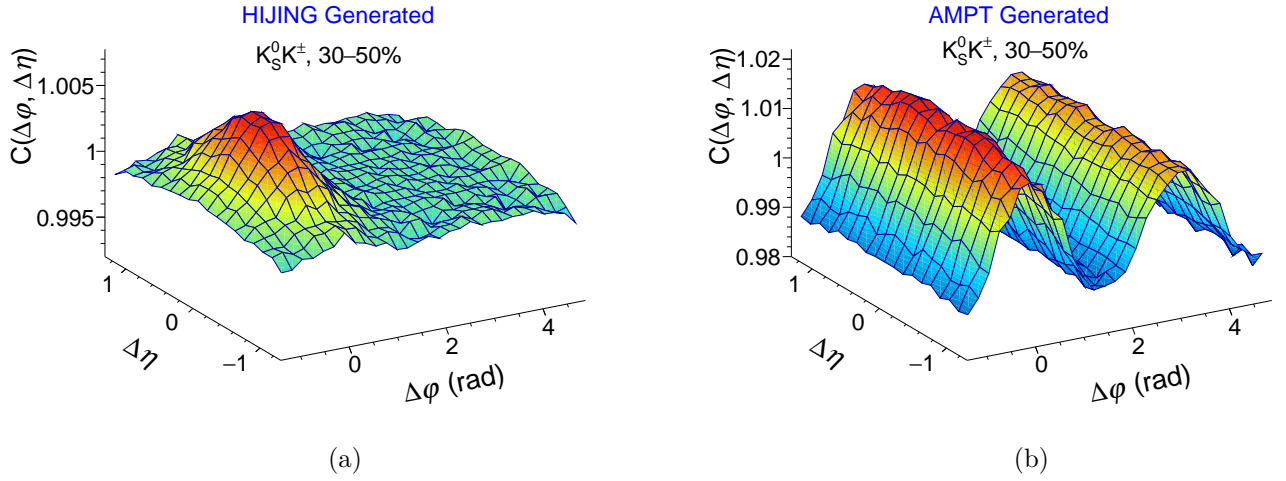 HIJING Generated
K⁰_S K^±, 30–50%
C(Δφ, Δη)
1.005
1
0.995
1
0
−1
Δη
0
2
4
Δφ (rad)
(a)
AMPT Generated
K⁰_S K^±, 30–50%
C(Δφ, Δη)
1.02
1.01
1
0.99
0.98
1
0
−1
Δη
0
2
4
Δφ (rad)
(b)